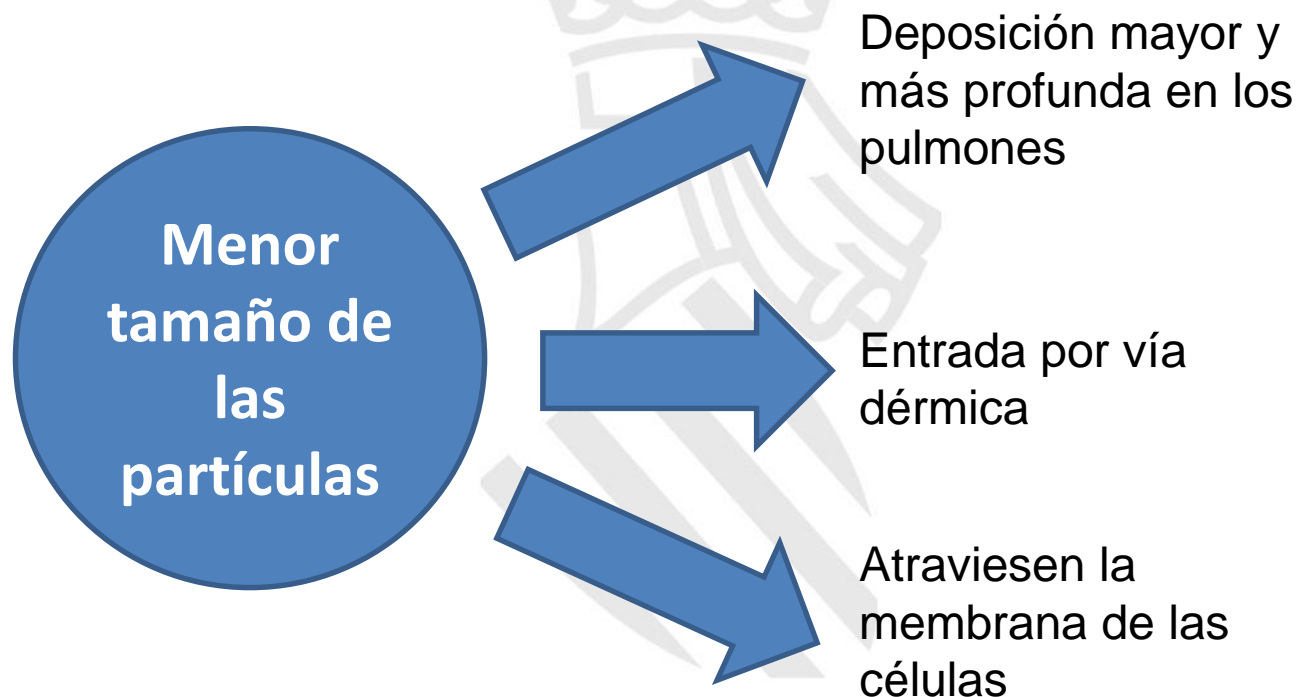 Menor
tamaño de
las
partículas
Deposición mayor y
más profunda en los
pulmones
Entrada por vía
dérmica
Atraviesen la
membrana de las
células